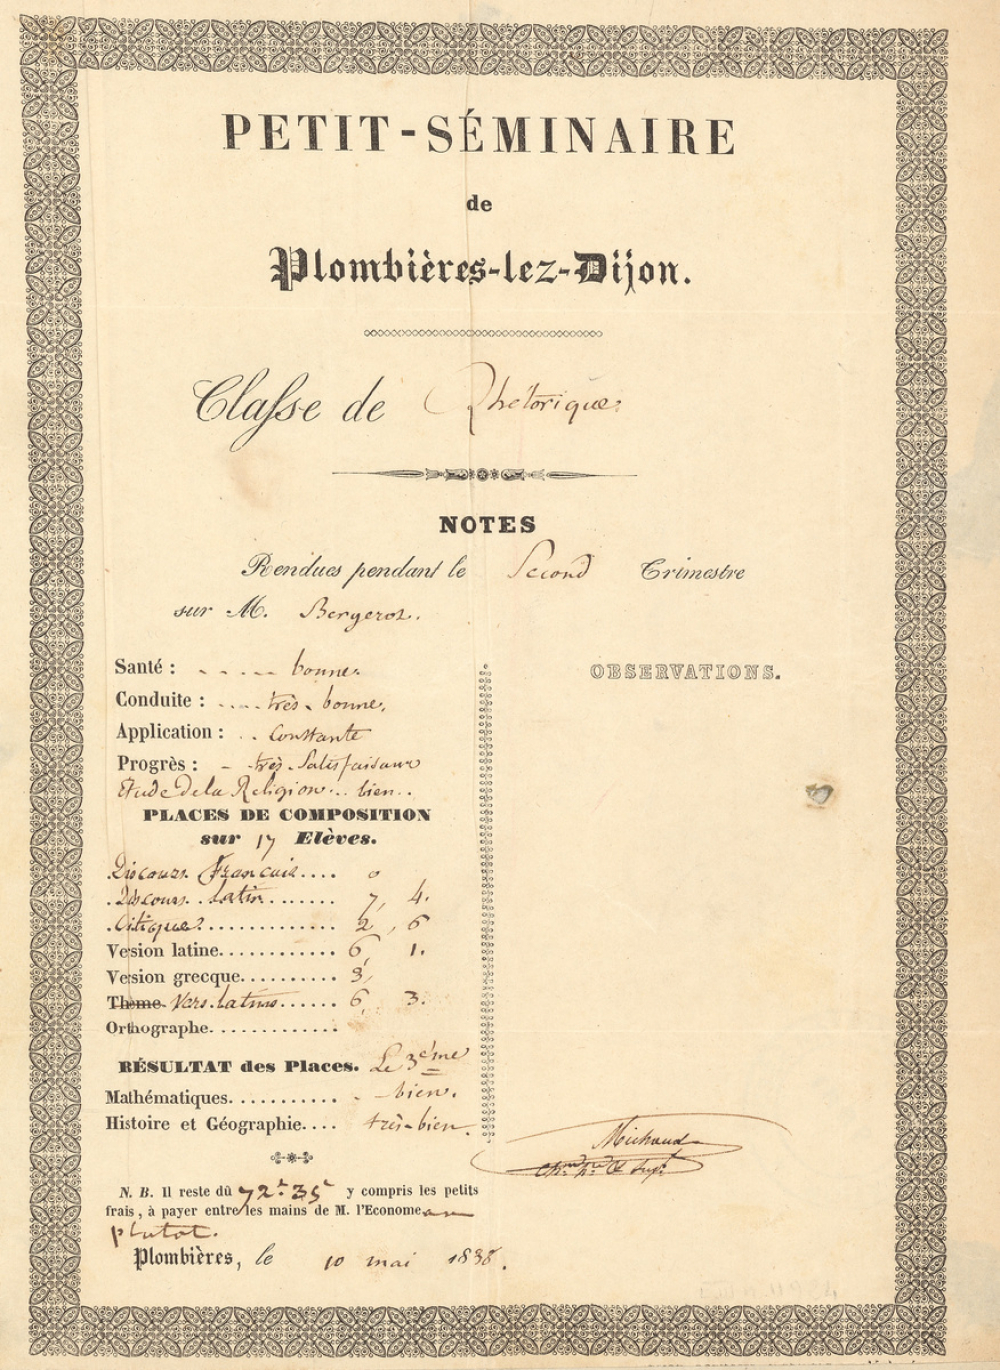 PETIT-SÉMINAIRE
de
Plombières-lez-Dijon.
Classe de Rhétorique
NOTES
Rendues pendant le Second Trimestre
sur M. Bergerot.
Santé : . . . . . bonne.
Conduite : . . . . très-bonne.
Application : . . Constante
Progrès : - très-Satisfaisans
Etude de la Religion . . . bien . .
PLACES DE COMPOSITION
sur 17 Elèves.
Discours Français.... 0
Discours Latin....... 7, 4.
............. 2, 6
Version latine........... 6, 1.
Version grecque.......... 3,
Thème Vers Latins...... 6, 3.
Orthographe.............
RÉSULTAT des Places. Le 3ème
Mathématiques........... - bien.
Histoire et Géographie.... très-bien.
N. B. Il reste dû 72f 35c y compris les petits
frais, à payer entre les mains de M. l'Econome au
plutot.
Plombières, le 10 mai 1838.
OBSERVATIONS.
Michaud